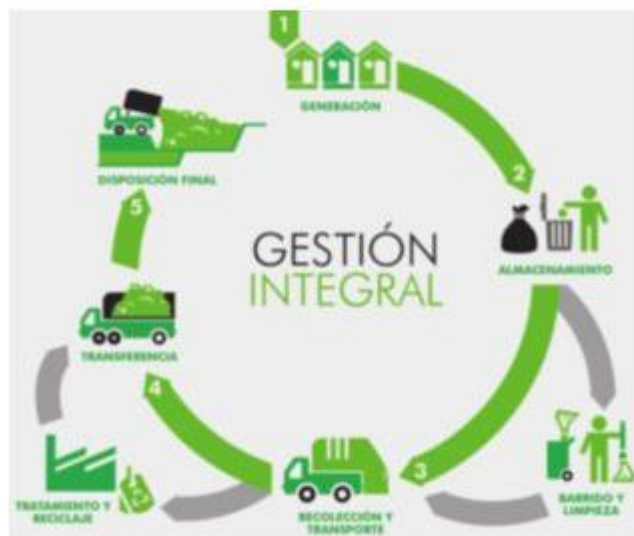 1
GENERACIÓN
2
ALMACENAMIENTO
BARRIDO Y
LIMPIEZA
3
RECOLECCIÓN Y
TRANSPORTE
TRATAMIENTO Y
RECICLAJE
4
TRANSFERENCIA
5
DISPOSICIÓN FINAL
GESTIÓN
INTEGRAL